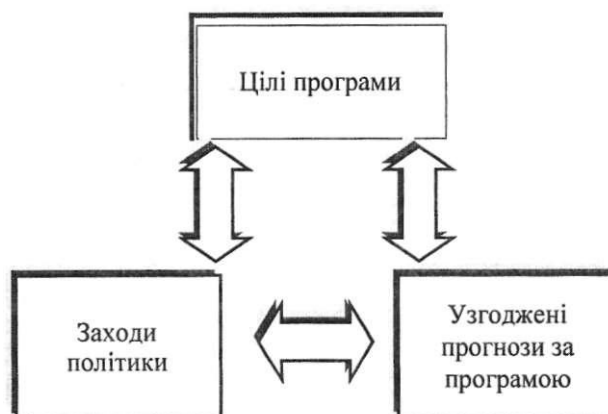 Цілі програми
Заходи
політики
Узгоджені
прогнози за
програмою